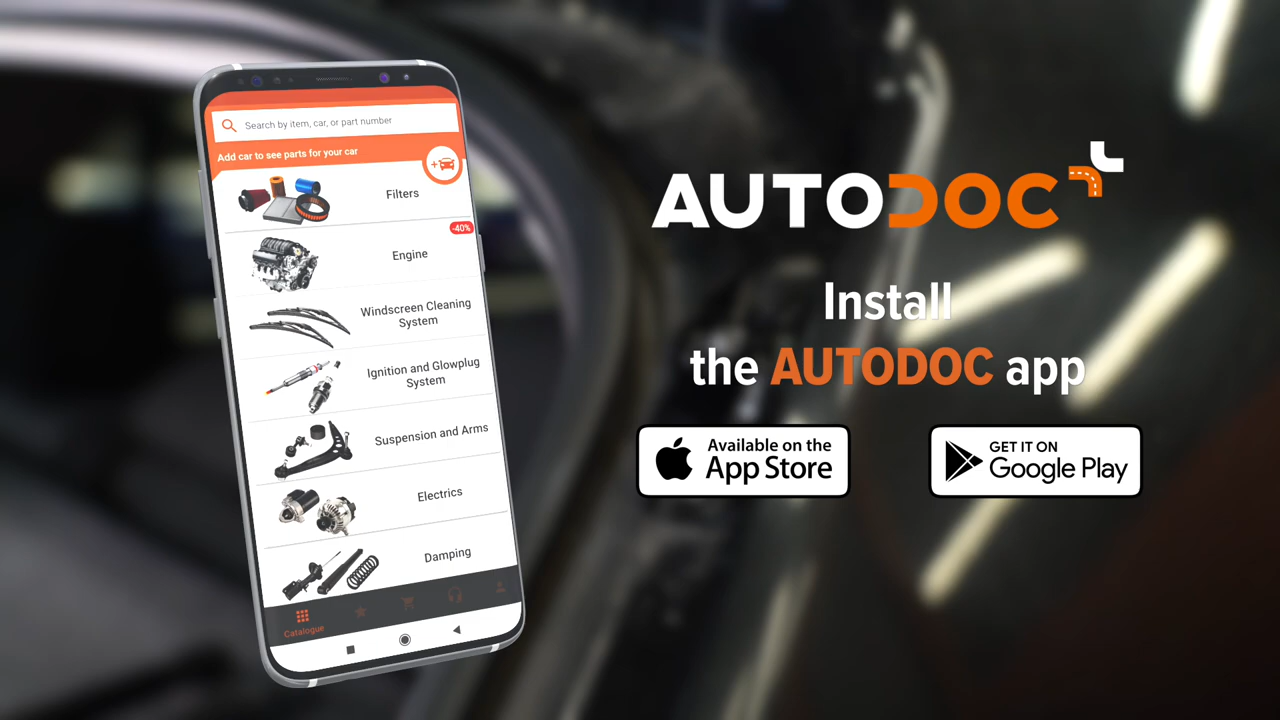 Search by item, car, or part number
Add car to see parts for your car
Filters
-40%
Engine
Windscreen Cleaning
System
Ignition and Glowplug
System
Suspension and Arms
Electrics
Damping
Catalogue
AUTODOC
Install
the AUTODOC app
Available on the
App Store
GET IT ON
Google Play